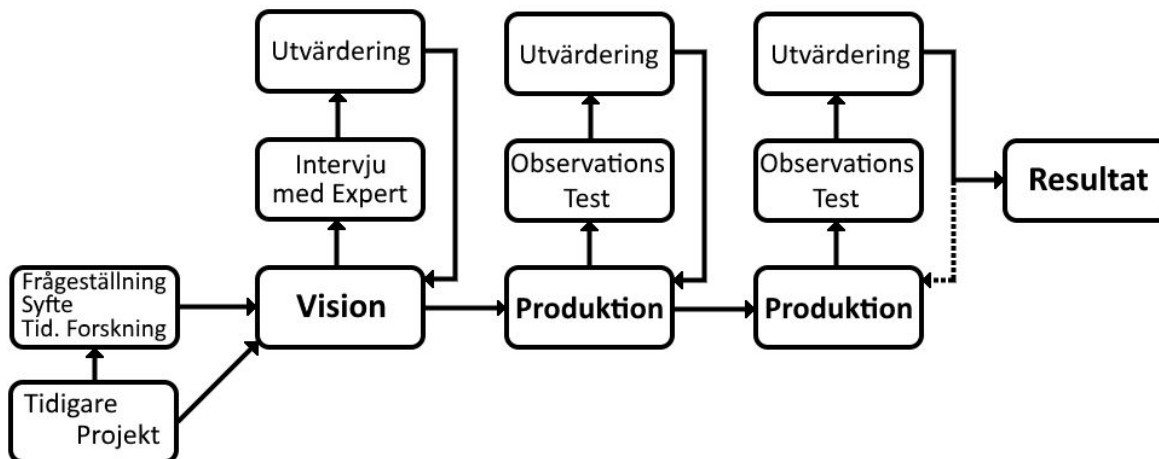 Utvärdering
Utvärdering
Utvärdering
Intervju
med Expert
Observations
Test
Observations
Test
Resultat
Frågeställning
Syfte
Tid. Forskning
Vision
Produktion
Produktion
Tidigare
Projekt